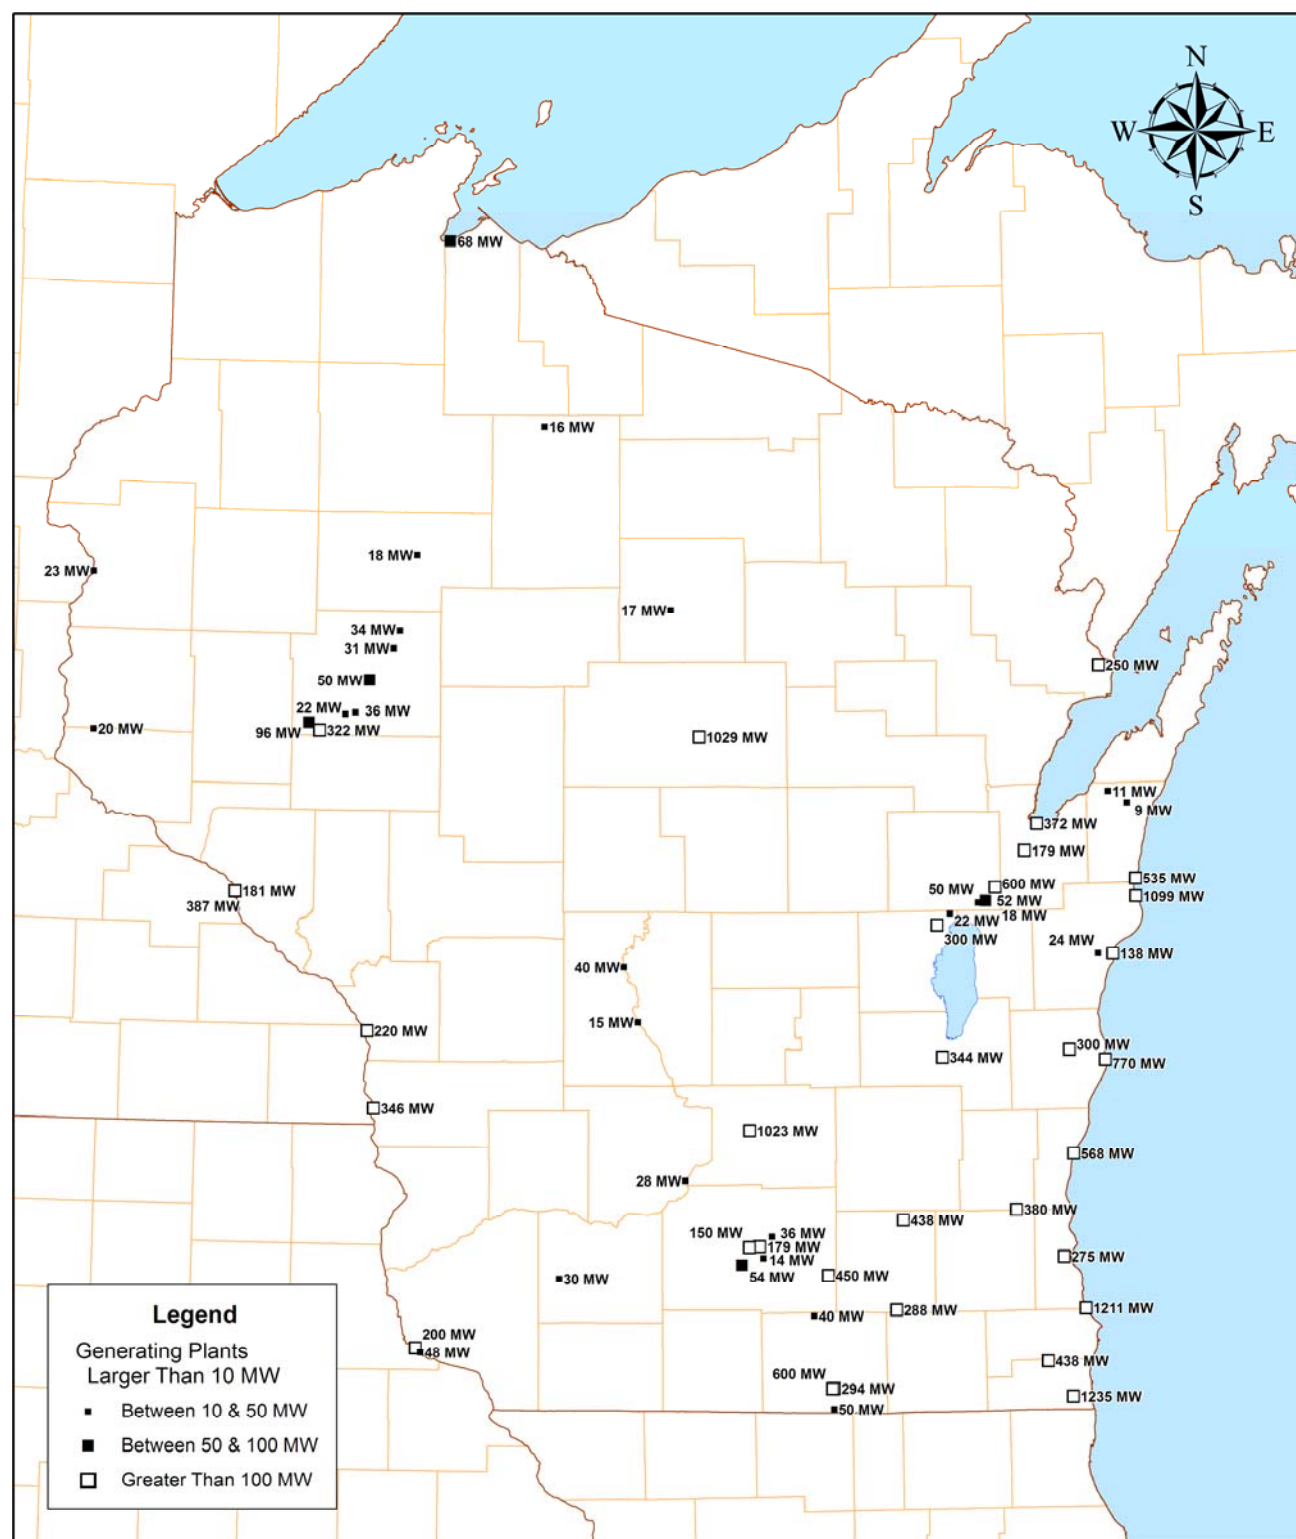 N
W E
S
68 MW
16 MW
18 MW
23 MW
17 MW
34 MW
31 MW
250 MW
50 MW
22 MW
36 MW
20 MW
96 MW
322 MW
1029 MW
11 MW
9 MW
372 MW
179 MW
535 MW
600 MW
181 MW
50 MW
1099 MW
387 MW
52 MW
22 MW
18 MW
300 MW
24 MW
138 MW
40 MW
15 MW
220 MW
300 MW
344 MW
770 MW
346 MW
1023 MW
568 MW
28 MW
380 MW
438 MW
150 MW
36 MW
179 MW
14 MW
275 MW
54 MW
450 MW
30 MW
1211 MW
288 MW
40 MW
200 MW
48 MW
438 MW
600 MW
294 MW
1235 MW
50 MW
Legend
Generating Plants
Larger Than 10 MW
Between 10 & 50 MW
Between 50 & 100 MW
Greater Than 100 MW